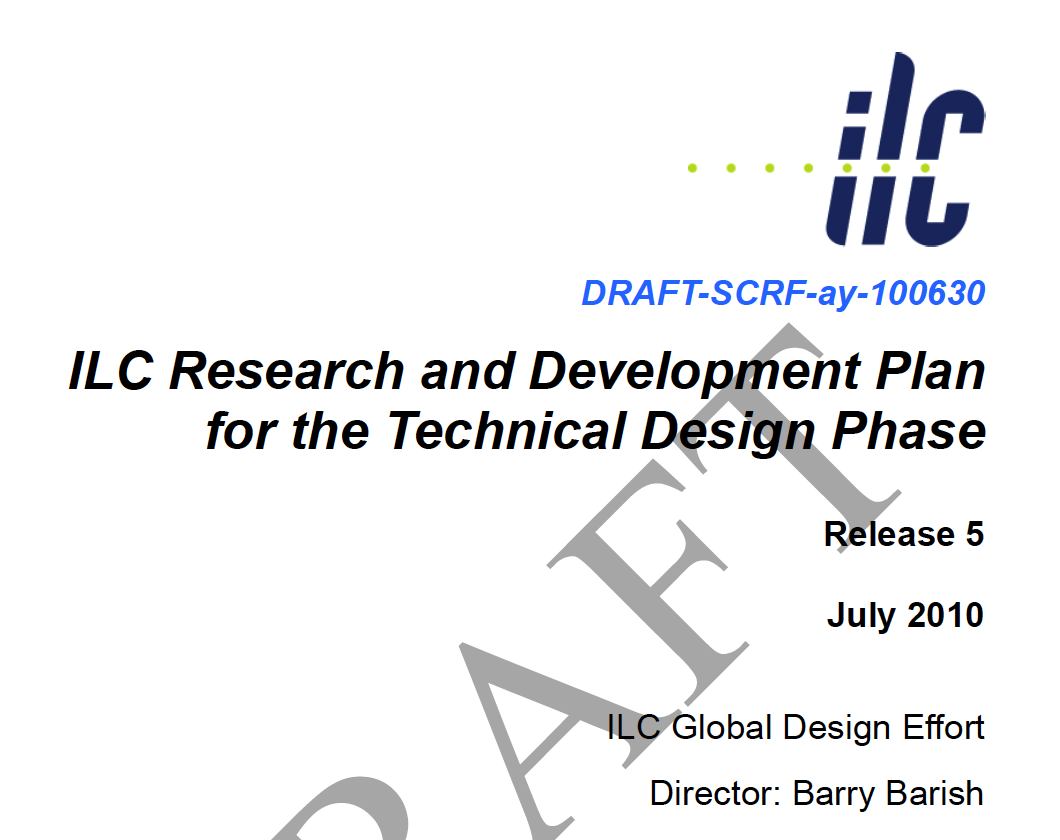 ilc
DRAFT-SCRF-ay-100630
ILC Research and Development Plan
for the Technical Design Phase
Release 5
July 2010
ILC Global Design Effort
Director: Barry Barish
DRAFT